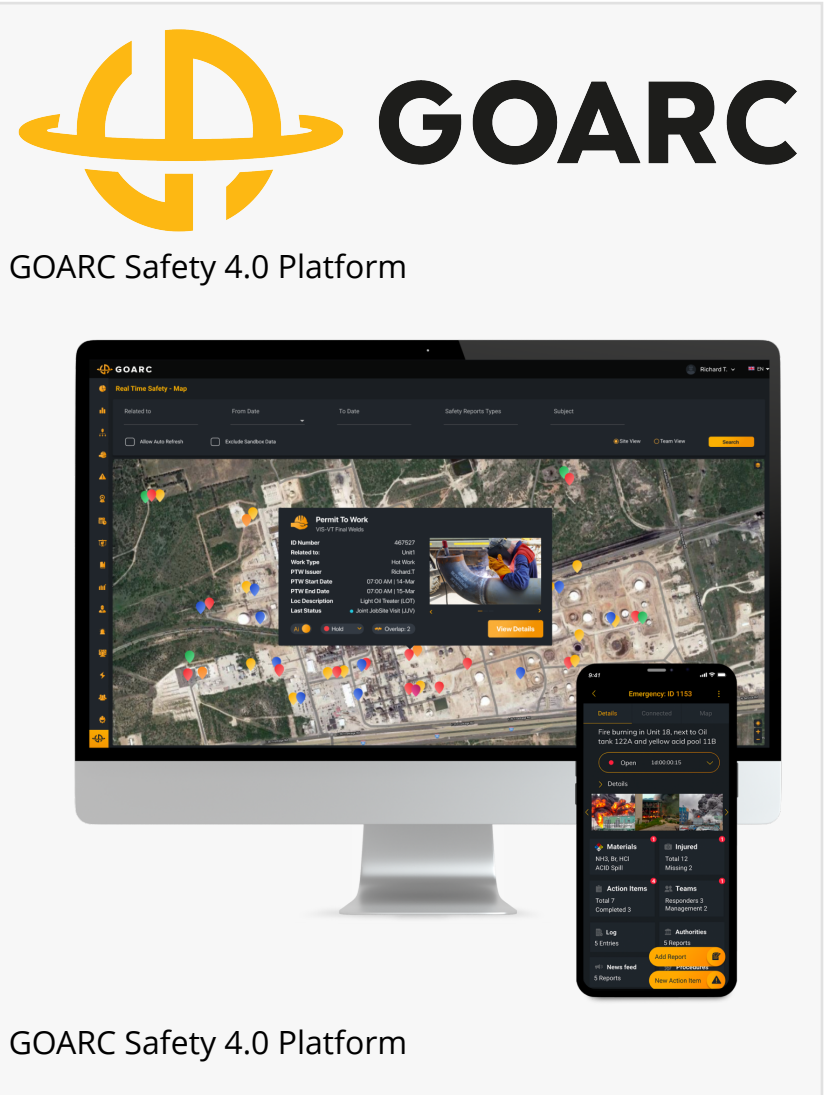 GOARC
GOARC Safety 4.0 Platform
GOARC
Richard T.
EN
Real Time Safety - Map
Related to
From Date
To Date
Safety Reports Types
Subject
Allow Auto Refresh
Exclude Sandbox Data
Site View
Team View
Search
Permit To Work
VIS-VT Final Welds
ID Number 467527
Related to: Unit1
Work Type Hot Work
PTW Issuer Richard.T
PTW Start Date 07:00 AM | 14-Mar
PTW End Date 07:00 AM | 15-Mar
Loc Description Light Oil Treater (LOT)
Last Status Joint JobSite Visit (JJV)
Hold
Overlap: 2
View Details
9:41
Emergency: ID 1153
Details Connected Map
Fire burning in Unit 18, next to Oil
tank 122A and yellow acid pool 11B
Open 1d:00:00:15
Details
Materials 1
NH3, Br, HCl
ACID Spill
Injured 1
Total 12
Missing 2
Action Items 4
Total 7
Completed 3
Teams 1
Responders 3
Management 2
Log
5 Entries
Authorities
5 Reports
Add Report
News feed
5 Reports
Procedures
New Action Item
GOARC Safety 4.0 Platform